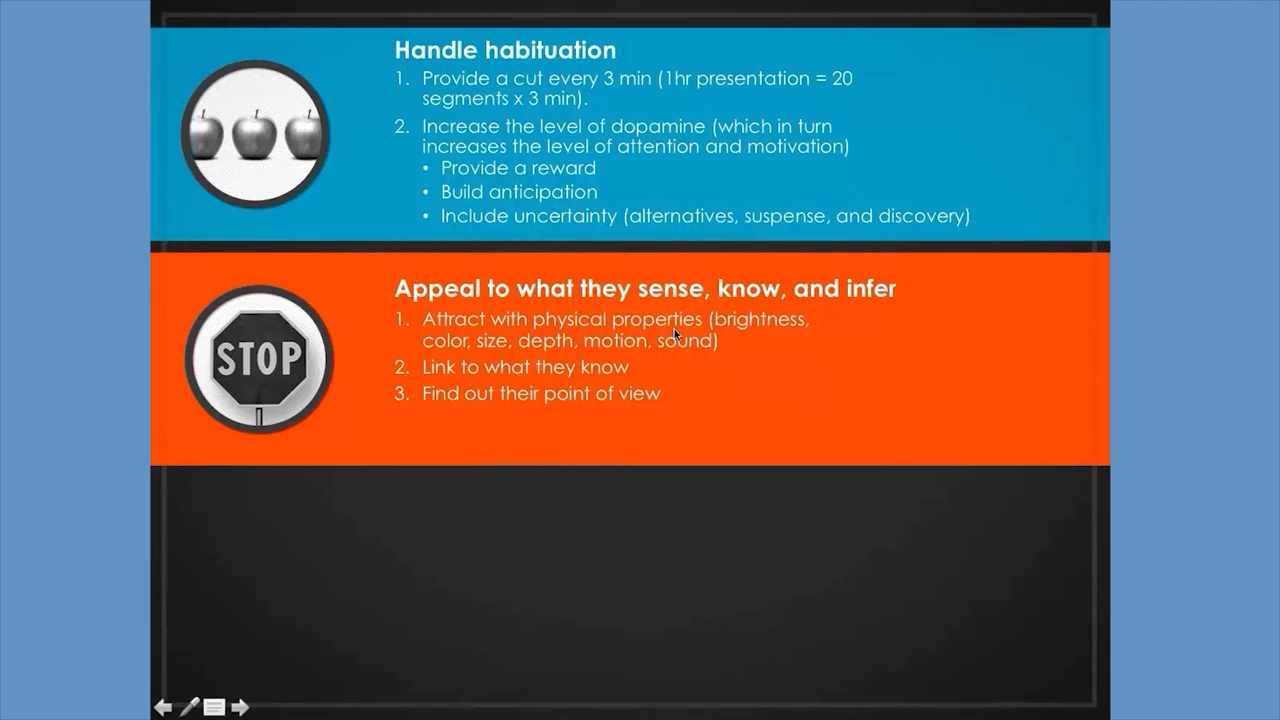 Handle habituation
1. Provide a cut every 3 min (1hr presentation = 20
segments x 3 min).
2. Increase the level of dopamine (which in turn
increases the level of attention and motivation)
• Provide a reward
• Build anticipation
• Include uncertainty (alternatives, suspense, and discovery)
STOP
Appeal to what they sense, know, and infer
1. Attract with physical properties (brightness,
color, size, depth, motion, sound)
2. Link to what they know
3. Find out their point of view